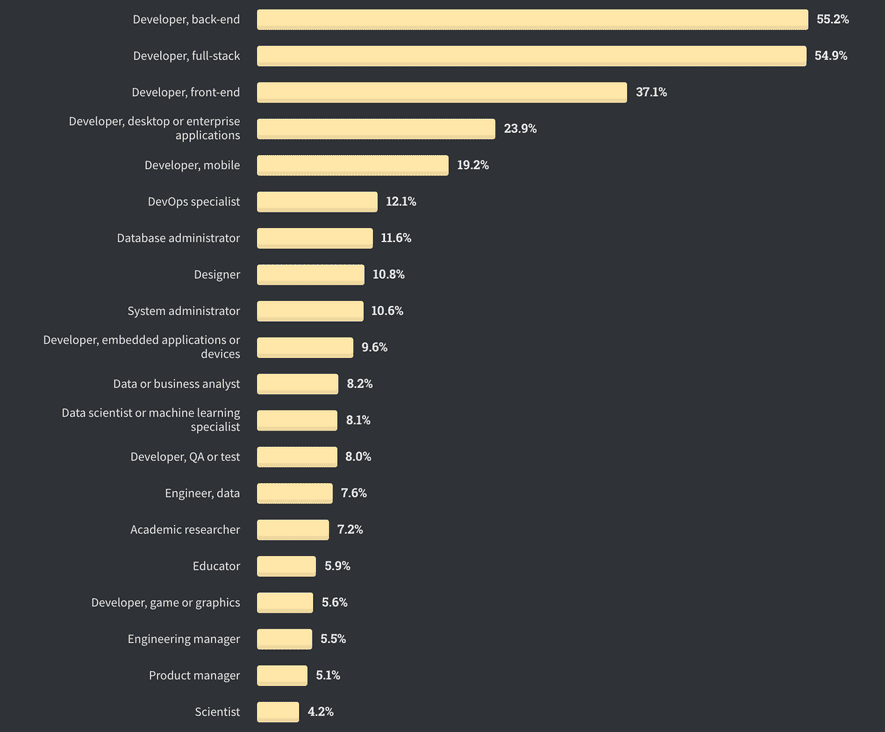 Developer, back-end 55.2%
Developer, full-stack 54.9%
Developer, front-end 37.1%
Developer, desktop or enterprise
applications 23.9%
Developer, mobile 19.2%
DevOps specialist 12.1%
Database administrator 11.6%
Designer 10.8%
System administrator 10.6%
Developer, embedded applications or
devices 9.6%
Data or business analyst 8.2%
Data scientist or machine learning
specialist 8.1%
Developer, QA or test 8.0%
Engineer, data 7.6%
Academic researcher 7.2%
Educator 5.9%
Developer, game or graphics 5.6%
Engineering manager 5.5%
Product manager 5.1%
Scientist 4.2%